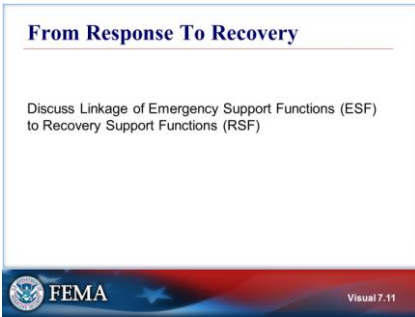 From Response To Recovery
Discuss Linkage of Emergency Support Functions (ESF)
to Recovery Support Functions (RSF)
FEMA
Visual 7.11